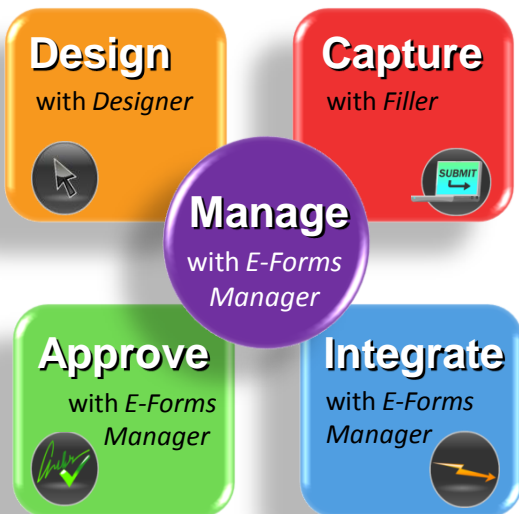 Design
with Designer
Capture
with Filler
SUBMIT
Manage
with E-Forms
Manager
Approve
with E-Forms
Manager
Integrate
with E-Forms
Manager